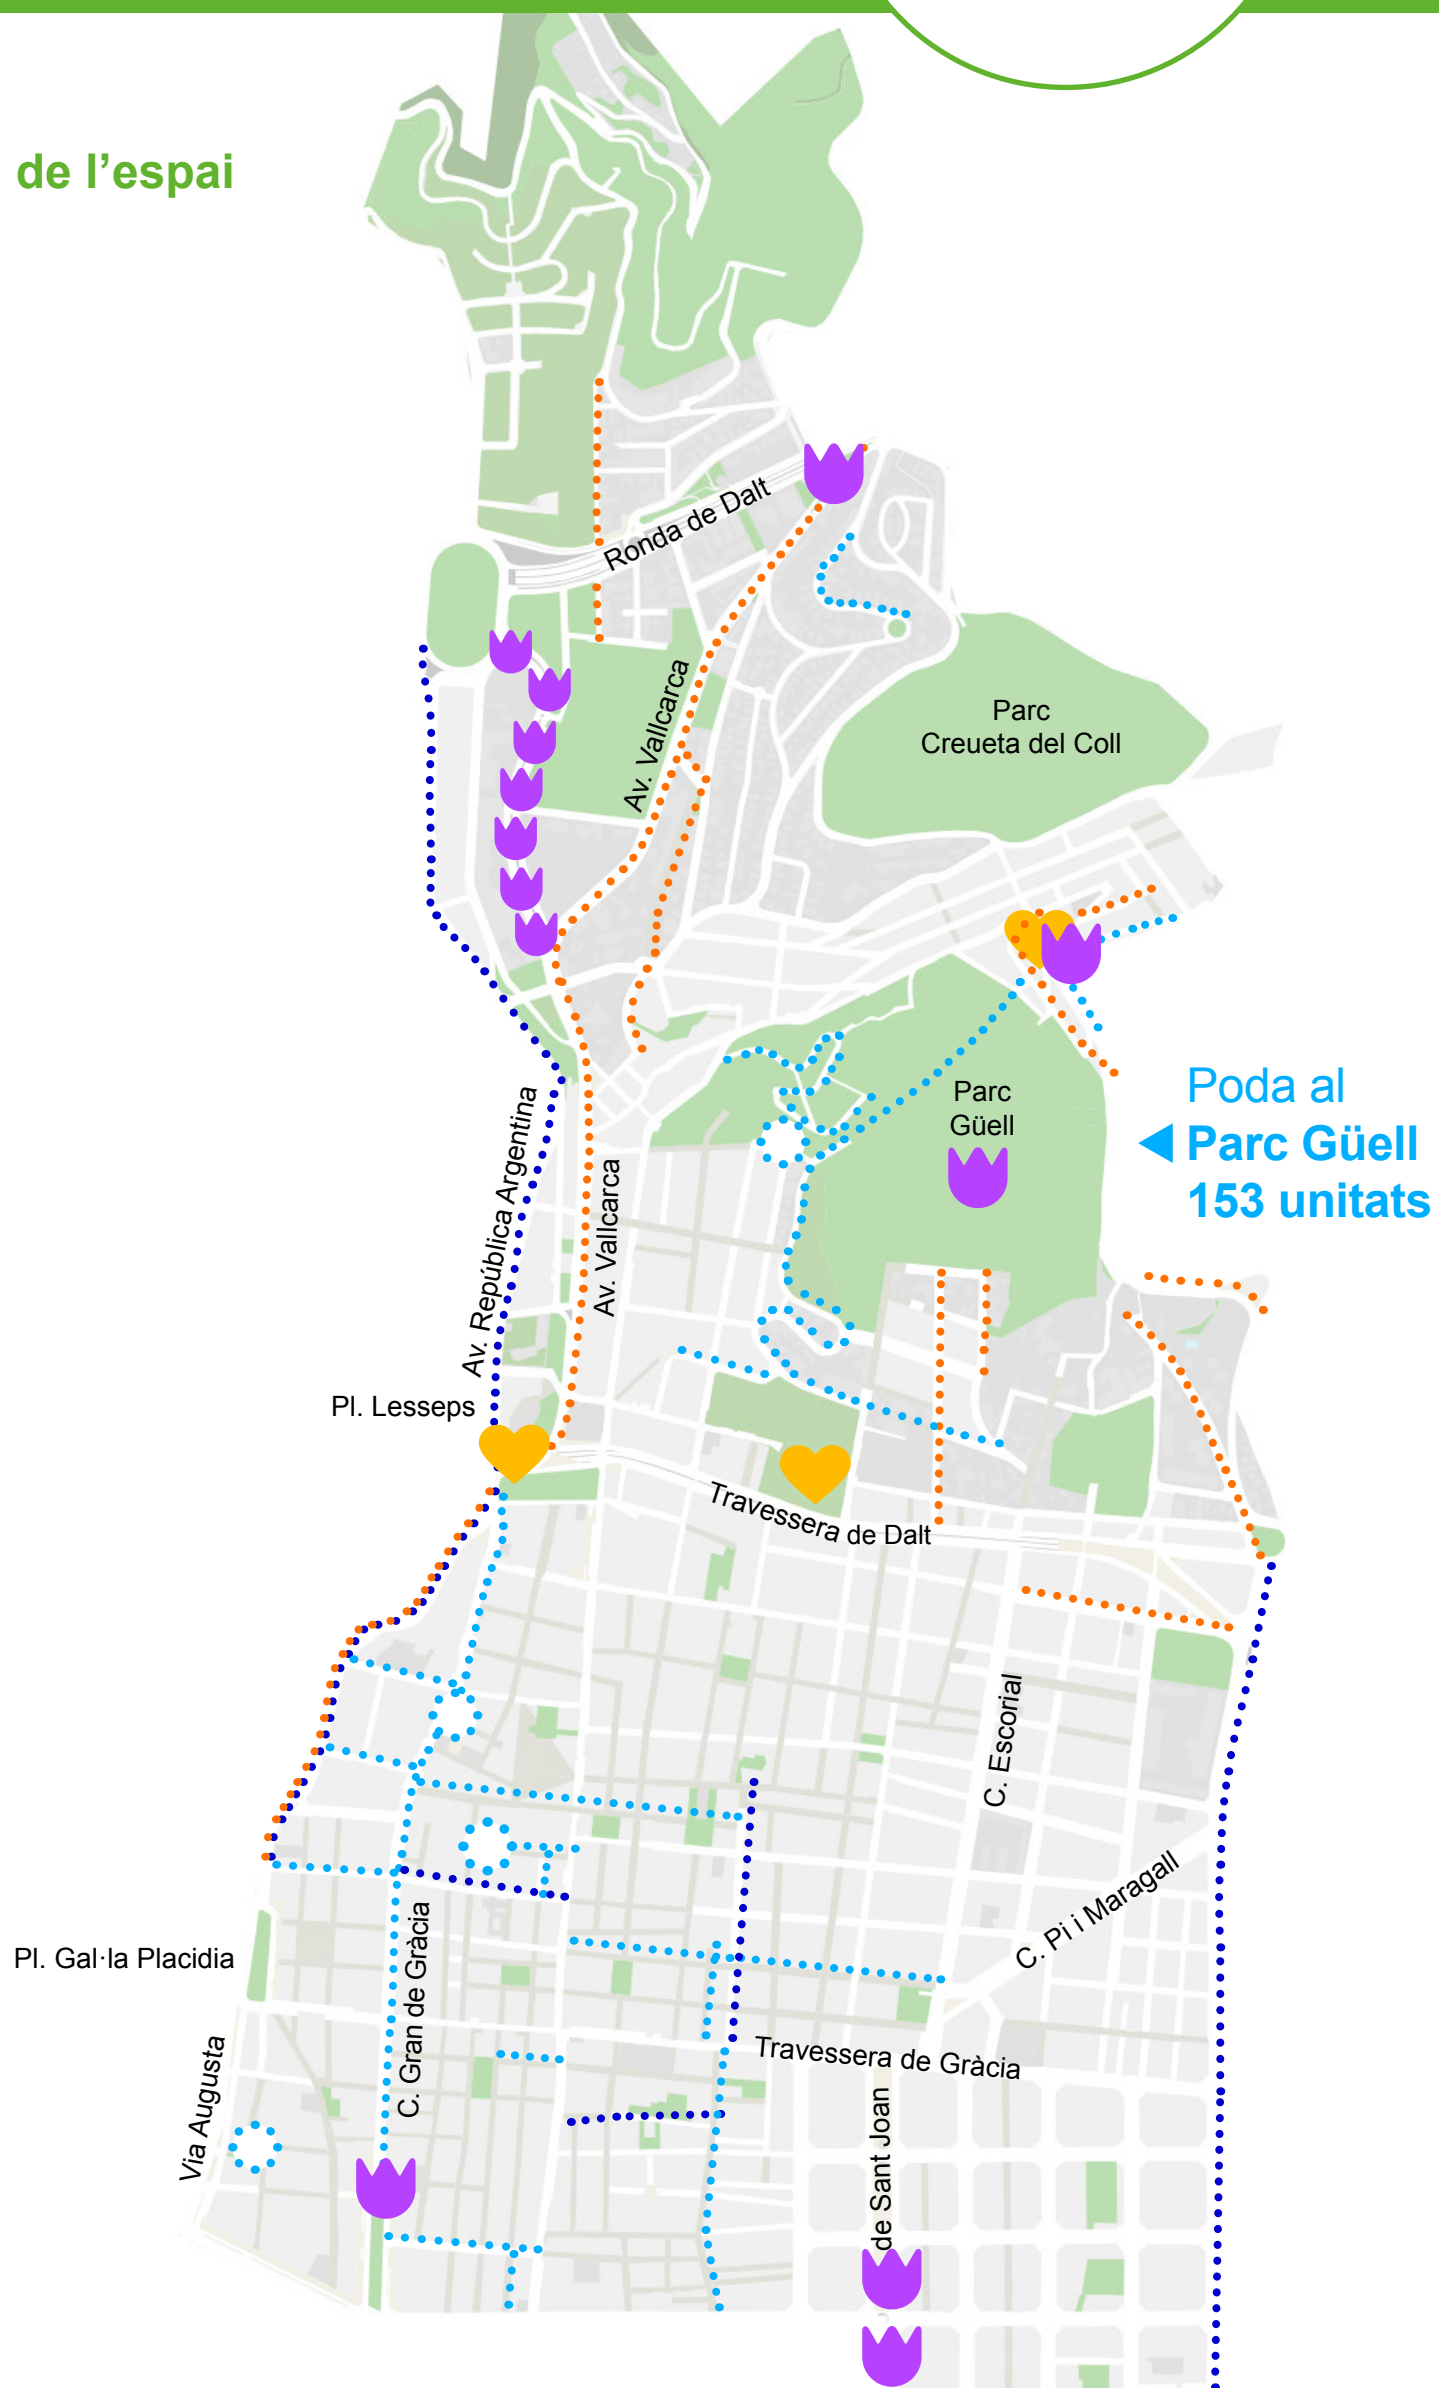 de l'espai
Ronda de Dalt
Av. Vallcarca
Parc
Creueta del Coll
Parc
Güell
Poda al
Parc Güell
153 unitats
Av. República Argentina
Av. Vallcarca
Pl. Lesseps
Travessera de Dalt
C. Escorial
C. Pi i Maragall
Pl. Gal·la Placidia
C. Gran de Gràcia
Travessera de Gràcia
Via Augusta
de Sant Joan